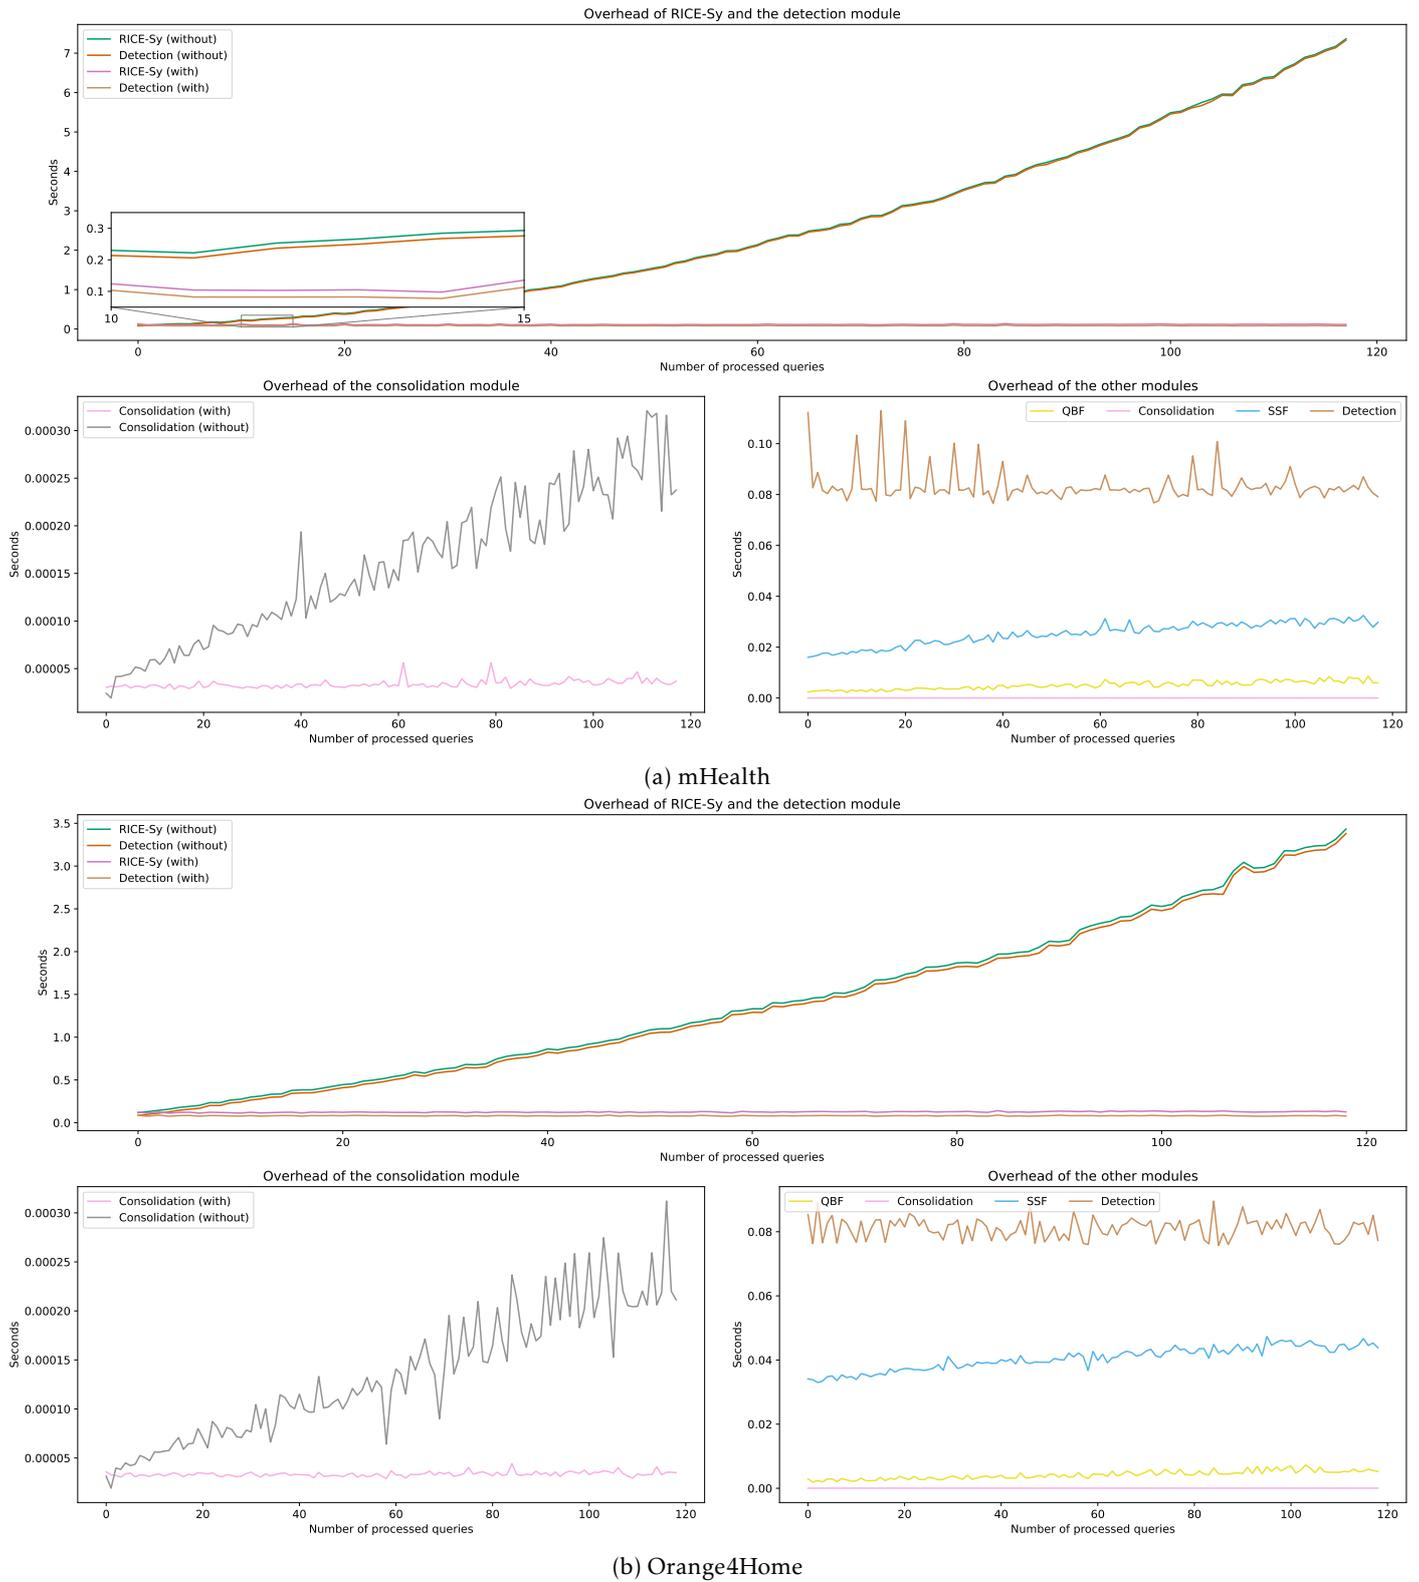 Overhead of RICE-Sy and the detection module
RICE-Sy (without)
Detection (without)
RICE-Sy (with)
Detection (with)
Seconds
7
6
5
4
3
2
1
0
0.3
0.2
0.1
10 15
0 20 40 60 80 100 120
Number of processed queries
Overhead of the consolidation module
Consolidation (with)
Consolidation (without)
Seconds
0.00030
0.00025
0.00020
0.00015
0.00010
0.00005
0 20 40 60 80 100 120
Number of processed queries
Overhead of the other modules
QBF Consolidation SSF Detection
Seconds
0.10
0.08
0.06
0.04
0.02
0.00
0 20 40 60 80 100 120
Number of processed queries
(a) mHealth
Overhead of RICE-Sy and the detection module
RICE-Sy (without)
Detection (without)
RICE-Sy (with)
Detection (with)
Seconds
3.5
3.0
2.5
2.0
1.5
1.0
0.5
0.0
0 20 40 60 80 100 120
Number of processed queries
Overhead of the consolidation module
Consolidation (with)
Consolidation (without)
Seconds
0.00030
0.00025
0.00020
0.00015
0.00010
0.00005
0 20 40 60 80 100 120
Number of processed queries
Overhead of the other modules
QBF Consolidation SSF Detection
Seconds
0.08
0.06
0.04
0.02
0.00
0 20 40 60 80 100 120
Number of processed queries
(b) Orange4Home